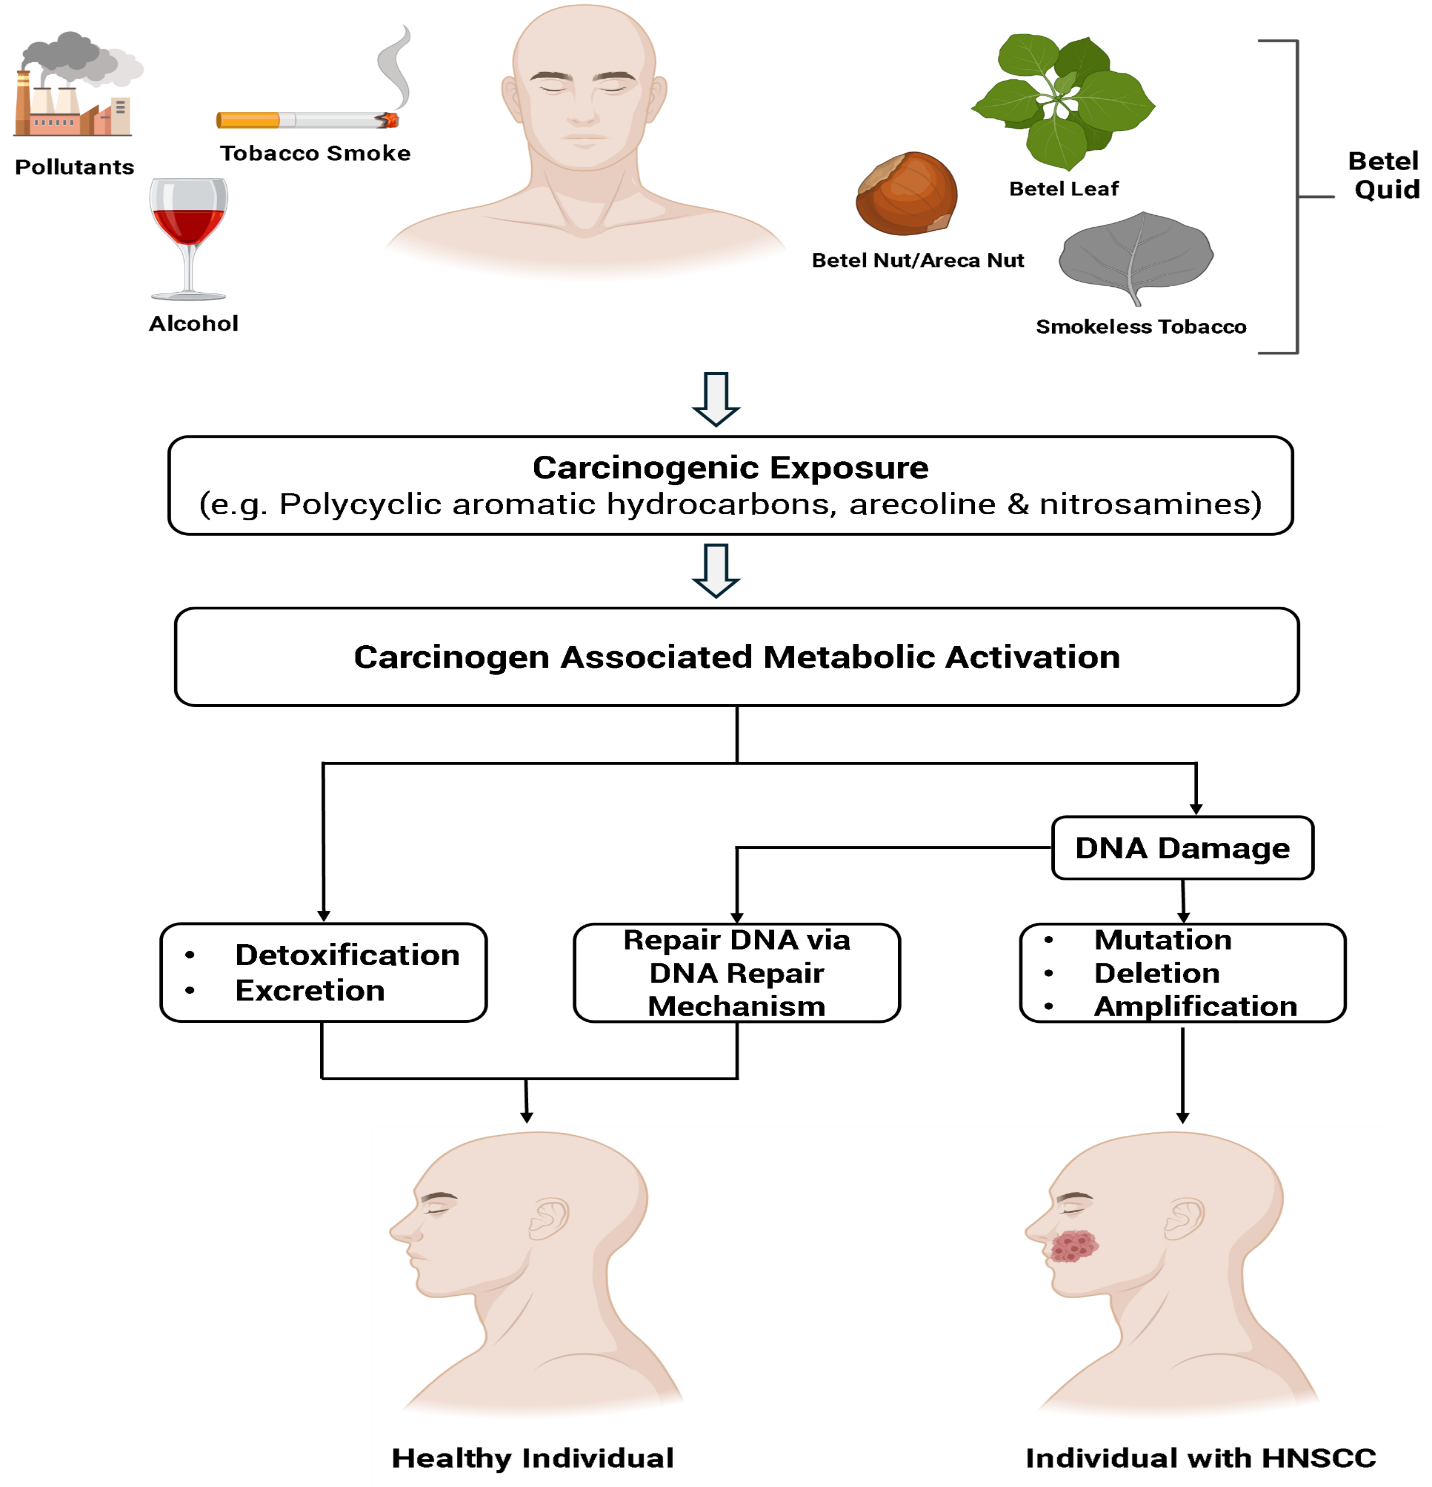 Pollutants
Tobacco Smoke
Alcohol
Betel Leaf
Betel Nut/Areca Nut
Smokeless Tobacco
Betel
Quid
Carcinogenic Exposure
(e.g. Polycyclic aromatic hydrocarbons, arecoline & nitrosamines)
Carcinogen Associated Metabolic Activation
DNA Damage
• Detoxification
• Excretion
Repair DNA via
DNA Repair
Mechanism
• Mutation
• Deletion
• Amplification
Healthy Individual
Individual with HNSCC